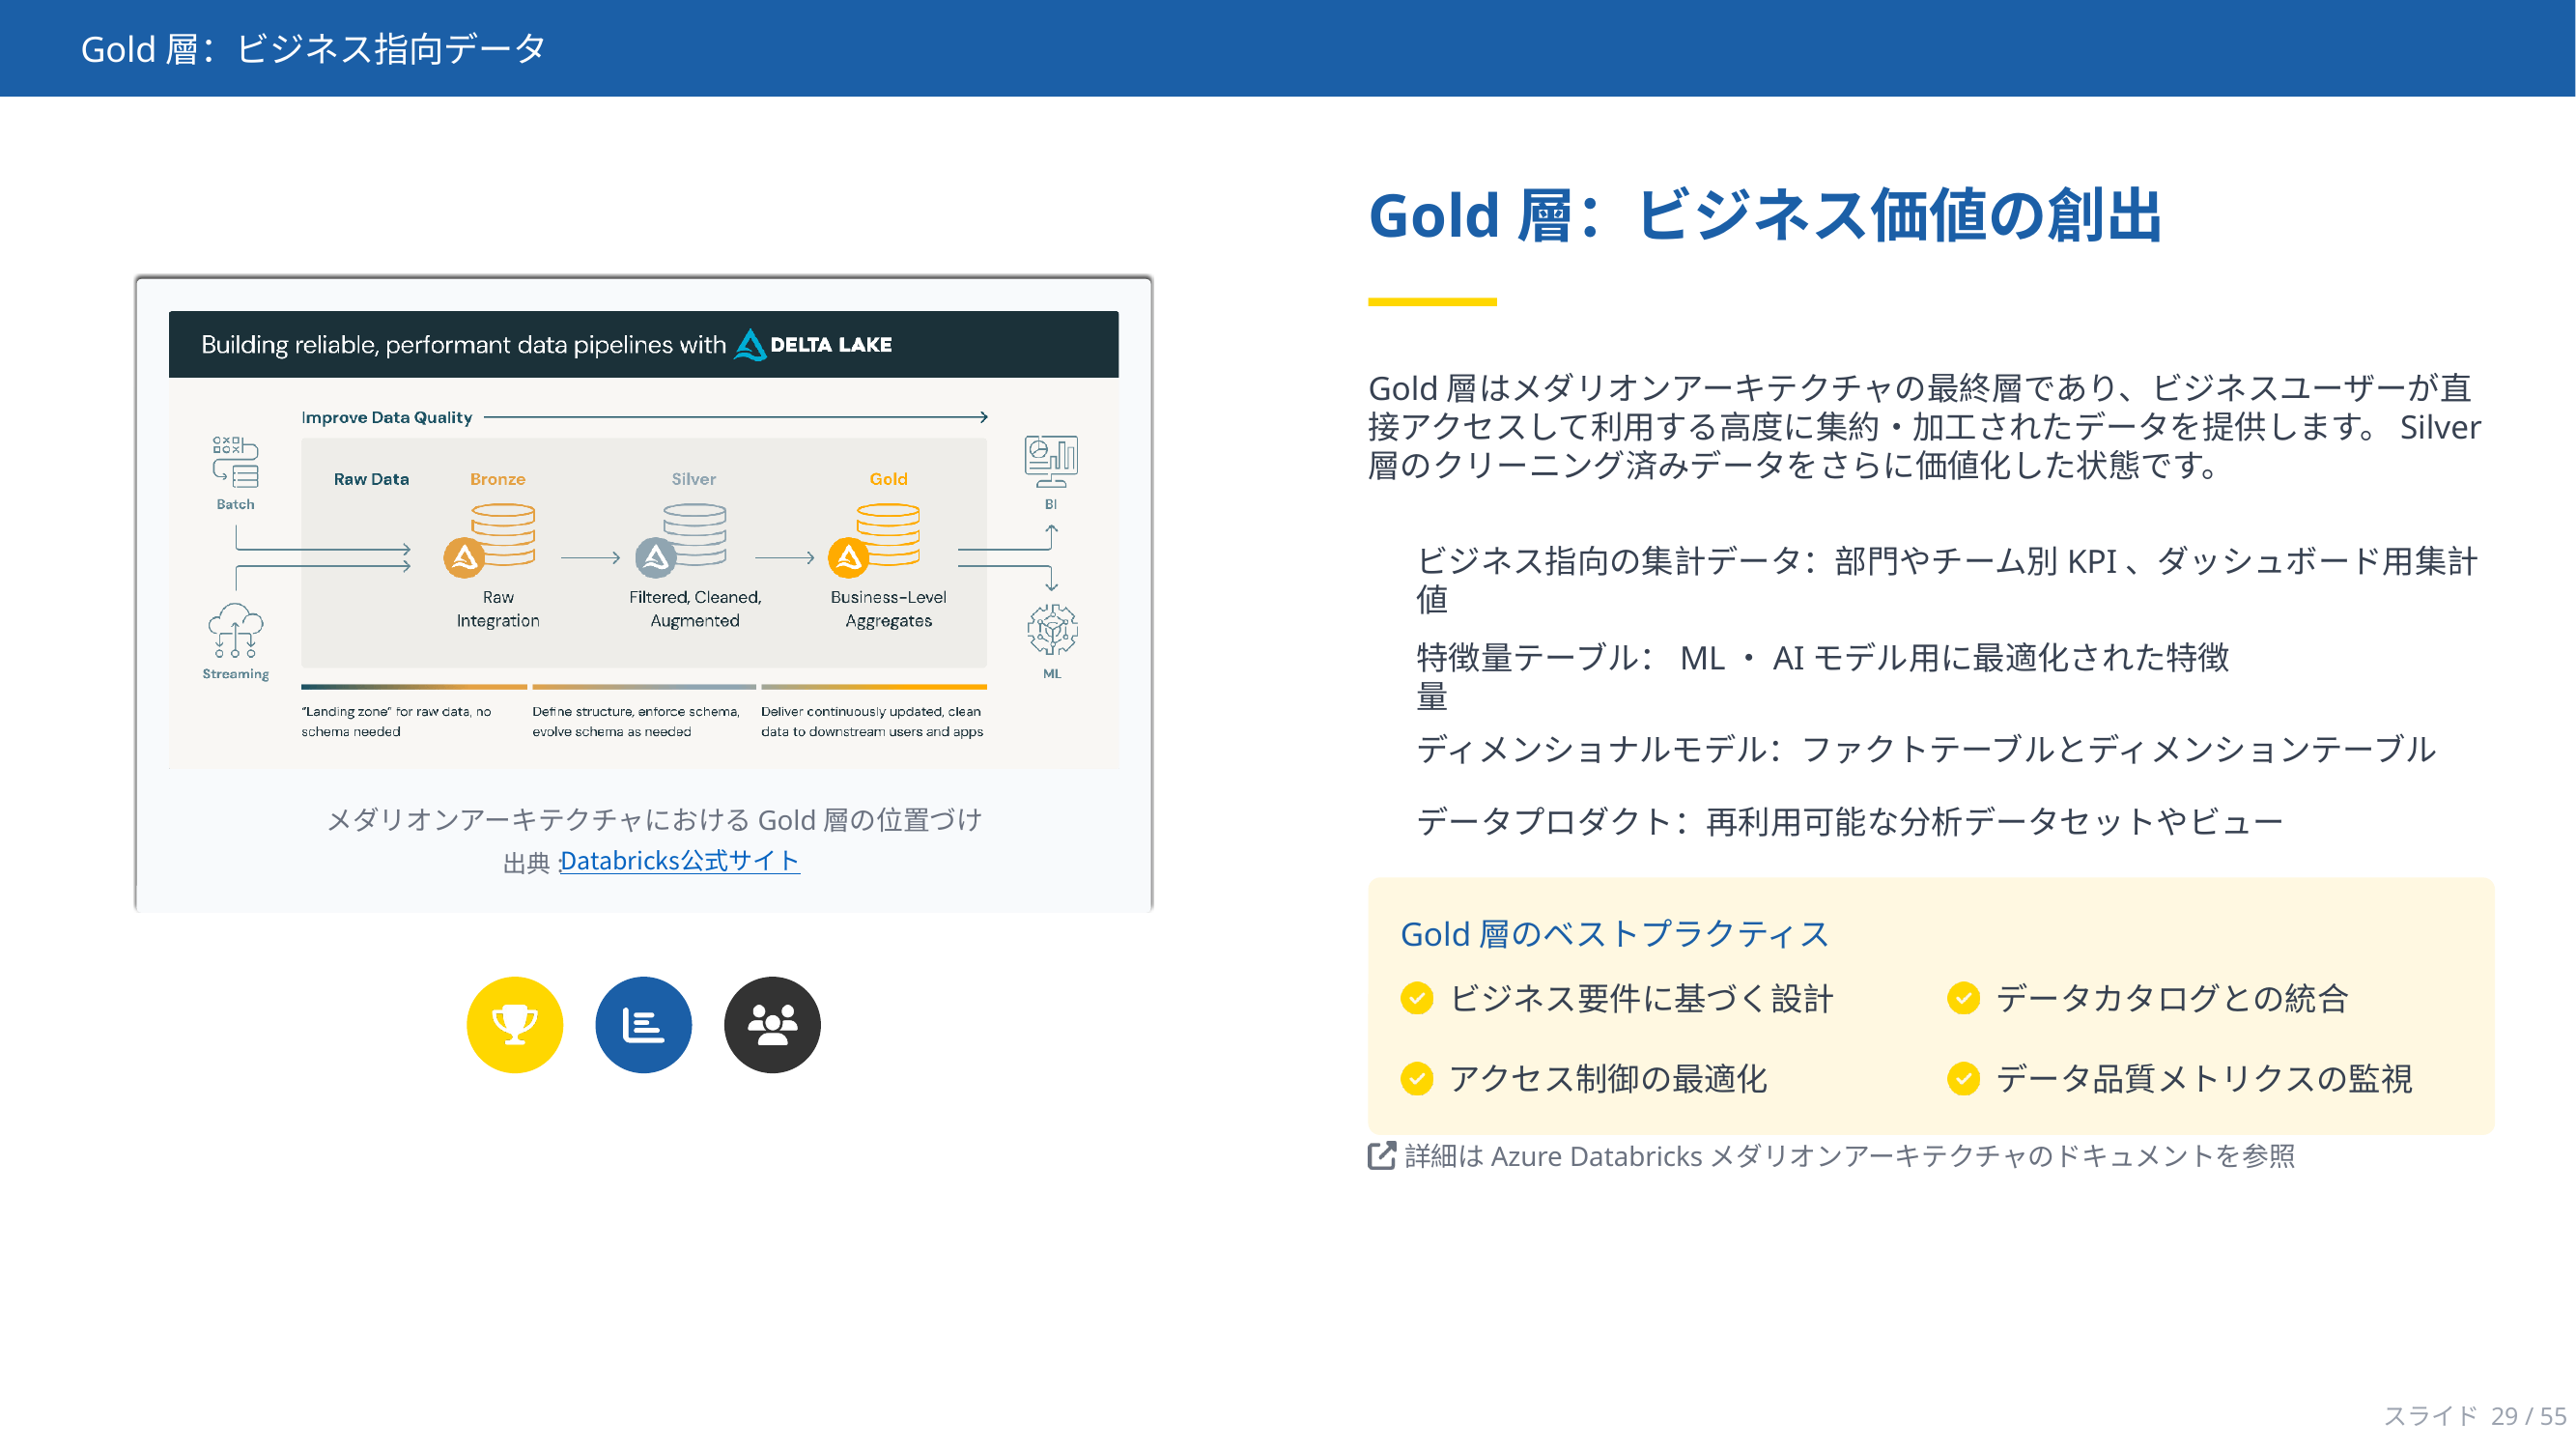 Gold 層：ビジネス指向データ
Building reliable, performant data pipelines with DELTA LAKE
Improve Data Quality
Batch
Streaming
Raw Data
Bronze
Silver
Gold
BI
ML
Raw
Integration
Filtered, Cleaned,
Augmented
Business-Level
Aggregates
"Landing zone" for raw data, no
schema needed
Define structure, enforce schema,
evolve schema as needed
Deliver continuously updated, clean
data to downstream users and apps
メダリオンアーキテクチャにおける Gold 層の位置づけ
出典 :Databricks公式サイト
Gold 層：ビジネス価値の創出
Gold 層はメダリオンアーキテクチャの最終層であり、ビジネスユーザーが直
接アクセスして利用する高度に集約・加工されたデータを提供します。 Silver
層のクリーニング済みデータをさらに価値化した状態です。
ビジネス指向の集計データ：部門やチーム別 KPI 、ダッシュボード用集計
値
特徴量テーブル： ML ・ AI モデル用に最適化された特徴
量
ディメンショナルモデル：ファクトテーブルとディメンションテーブル
データプロダクト：再利用可能な分析データセットやビュー
Gold 層のベストプラクティス
ビジネス要件に基づく設計
データカタログとの統合
アクセス制御の最適化
データ品質メトリクスの監視
詳細は Azure Databricks メダリオンアーキテクチャのドキュメントを参照
スライド 29 / 55